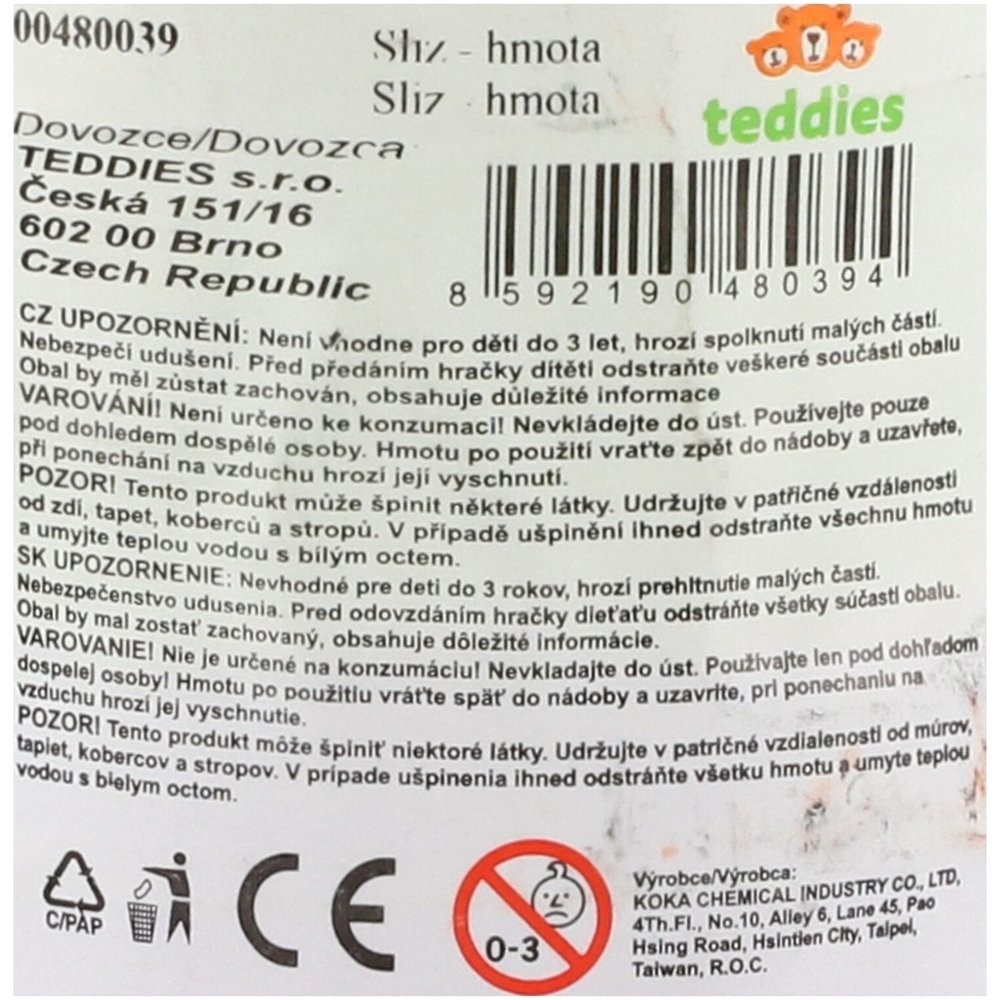 00480039
Sliz - hmota
Sliz - hmota
teddies
Dovozce/Dovozca
TEDDIES s.r.o.
Česká 151/16
602 00 Brno
Czech Republic
8 592190 480394
CZ UPOZORNĚNÍ: Není vhodne pro děti do 3 let, hrozí spolknutí malých částí.
Nebezpečí udušení. Před předáním hračky dítěti odstraňte veškeré součásti obalu
Obal by měl zůstat zachován, obsahuje důležité informace
VAROVÁNÍ! Není určeno ke konzumaci! Nevkládejte do úst. Používejte pouze
pod dohledem dospělé osoby. Hmotu po použití vraťte zpět do nádoby a uzavřete,
při ponechání na vzduchu hrozí její vyschnutí.
POZOR! Tento produkt může špinit některé látky. Udržujte v patřičné vzdálenosti
od zdí, tapet, koberců a stropů. V případě ušpinění ihned odstraňte všechnu hmotu
a umyjte teplou vodou s bílým octem.
SK UPOZORNENIE: Nevhodné pre deti do 3 rokov, hrozí prehltnutie malých častí.
Nebezpečenstvo udusenia. Pred odovzdáním hračky dieťaťu odstráňte všetky súčasti obalu.
Obal by mal zostať zachovaný, obsahuje dôležité informácie.
VAROVANIE! Nie je určené na konzumáciu! Nevkladajte do úst. Používajte len pod dohľadom
dospelej osoby! Hmotu po použitiu vráťte späť do nádoby a uzavrite, pri ponechaniu na
vzduchu hrozí jej vyschnutie.
POZOR! Tento produkt môže špiniť niektoré látky. Udržujte v patričné vzdialenosti od múrov,
tapiet, kobercov a stropov. V prípade ušpinenia ihned odstráňte všetku hmotu a umyte teplou
vodou s bielym octom.
C/PAP
CE
0-3
Výrobce/Výrobca:
KOKA CHEMICAL INDUSTRY CO., LTD,
4Th.Fl., No.10, Alley 6, Lane 45, Pao
Hsing Road, Hsintien City, Taipei,
Taiwan, R.O.C.